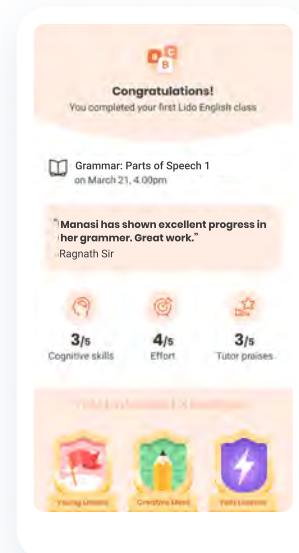 a c B
Congratulations!
You completed your first Lido English class
Grammar: Parts of Speech 1
on March 21, 4.00pm
"Manasi has shown excellent progress in
her grammer. Great work."
Ragnath Sir
3/5 4/5 3/5
Cognitive skills Effort Tutor praises
Creative Mind